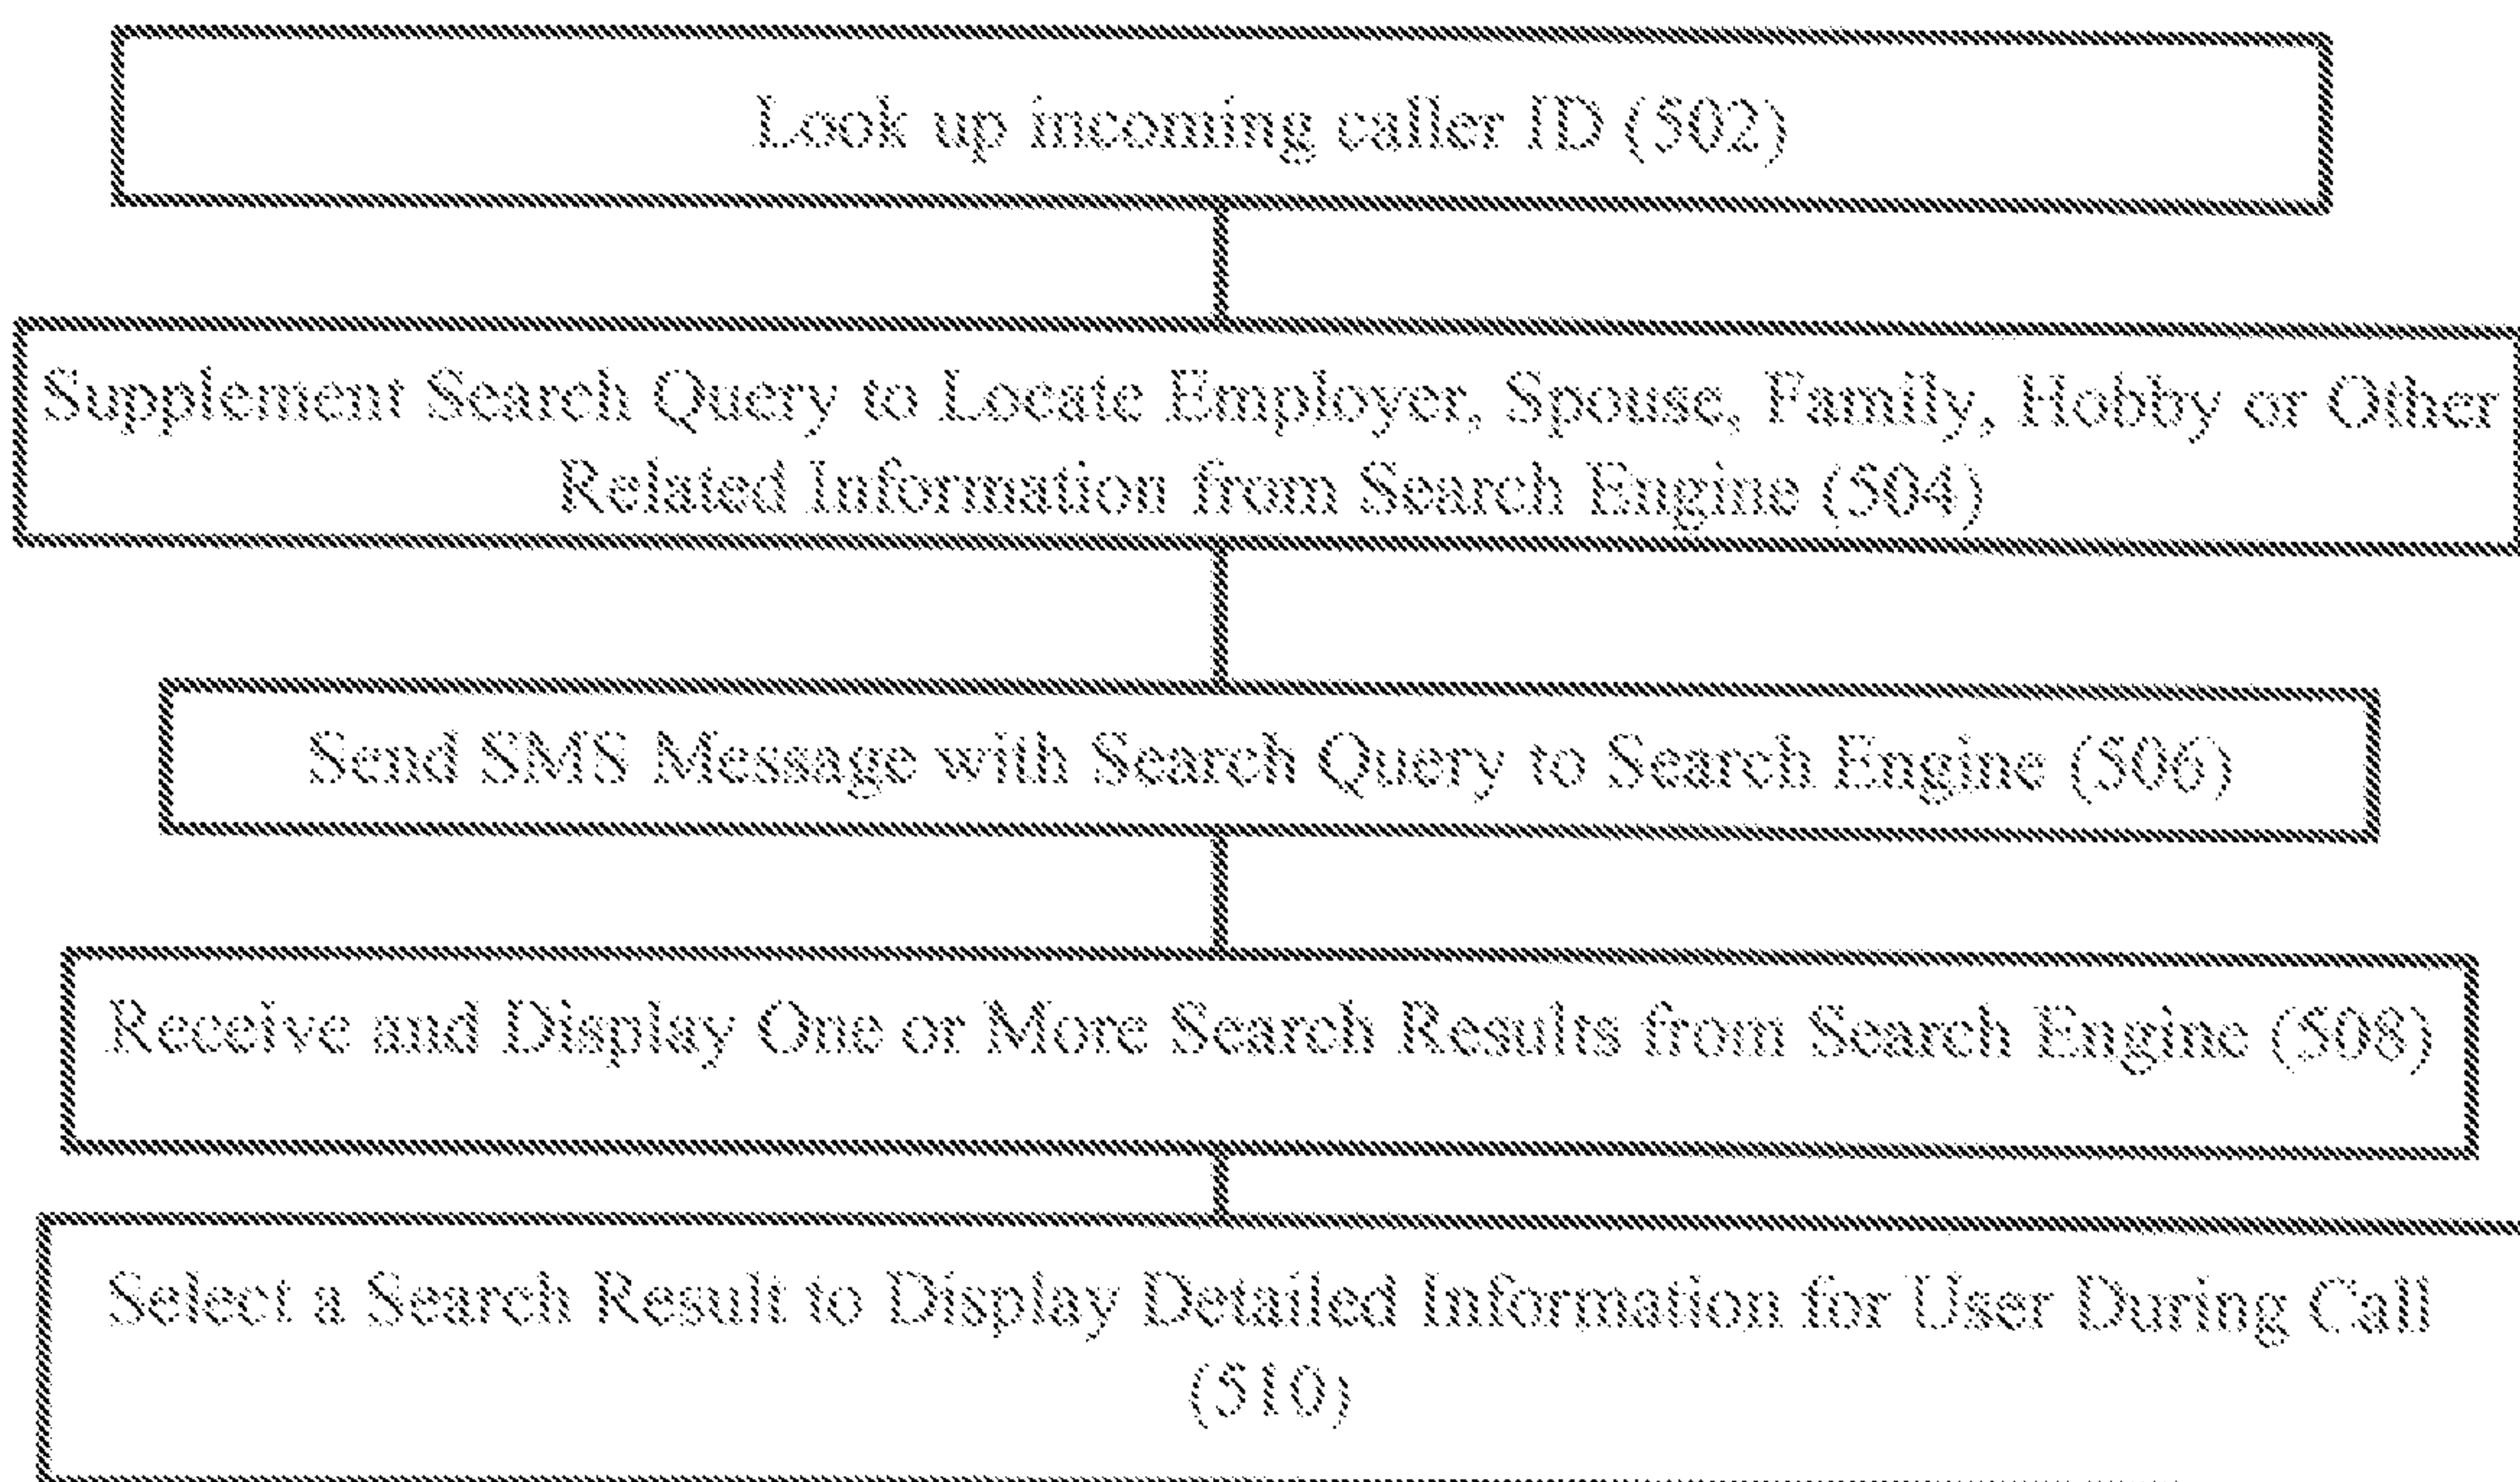 Look up incoming caller ID (502)
Supplement Search Query to Locate Employer, Spouse, Family, Hobby or Other
Related Information from Search Engine (504)
Send SMS Message with Search Query to Search Engine (506)
Receive and Display One or More Search Results from Search Engine (508)
Select a Search Result to Display Detailed Information for User During Call
(510)